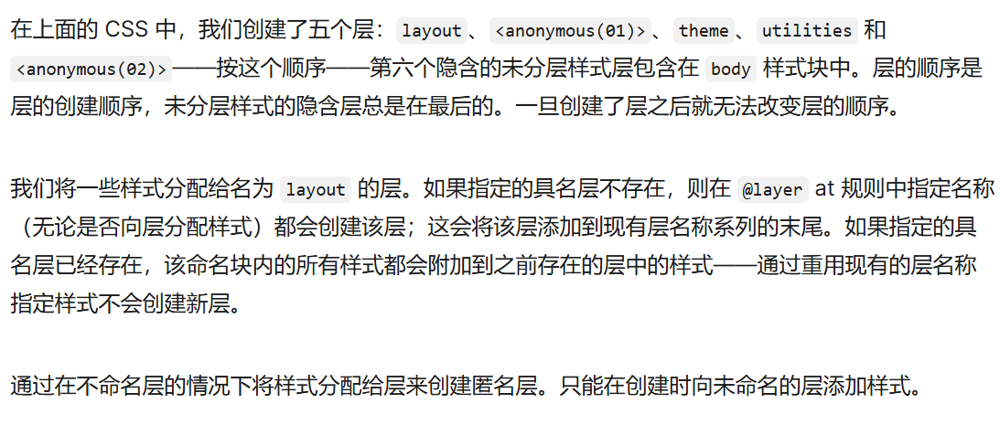 在上面的 CSS 中，我们创建了五个层：layout、<anonymous(01)>、theme、utilities 和
<anonymous(02)>——按这个顺序——第六个隐含的未分层样式层包含在 body 样式块中。层的顺序是
层的创建顺序，未分层样式的隐含层总是在最后的。一旦创建了层之后就无法改变层的顺序。
我们将一些样式分配给名为 layout 的层。如果指定的具名层不存在，则在 @layer at 规则中指定名称
（无论是否向层分配样式）都会创建该层；这会将该层添加到现有层名称系列的末尾。如果指定的具
名层已经存在，该命名块内的所有样式都会附加到之前存在的层中的样式——通过重用现有的层名称
指定样式不会创建新层。
通过在不命名层的情况下将样式分配给层来创建匿名层。只能在创建时向未命名的层添加样式。